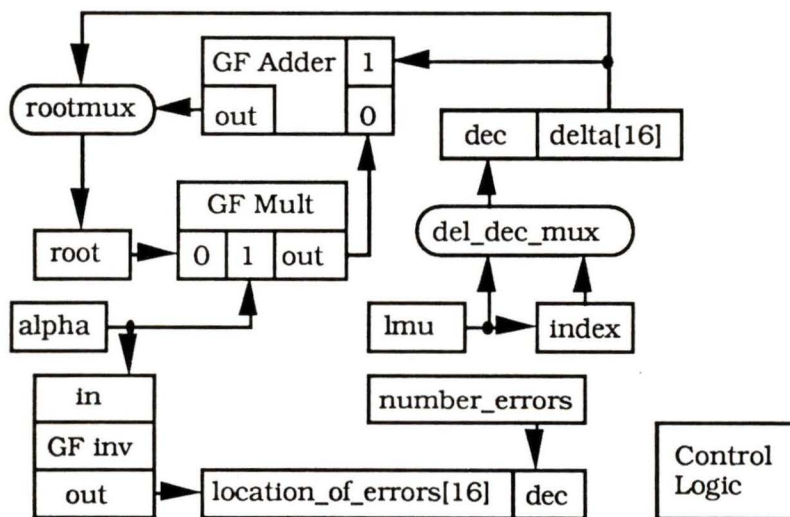 GF Adder 1
rootmux
out 0
dec delta[16]
GF Mult
del_dec_mux
root
0 1 out
alpha
lmu
index
in
number_errors
GF inv
Control
Logic
out
location_of_errors[16] dec